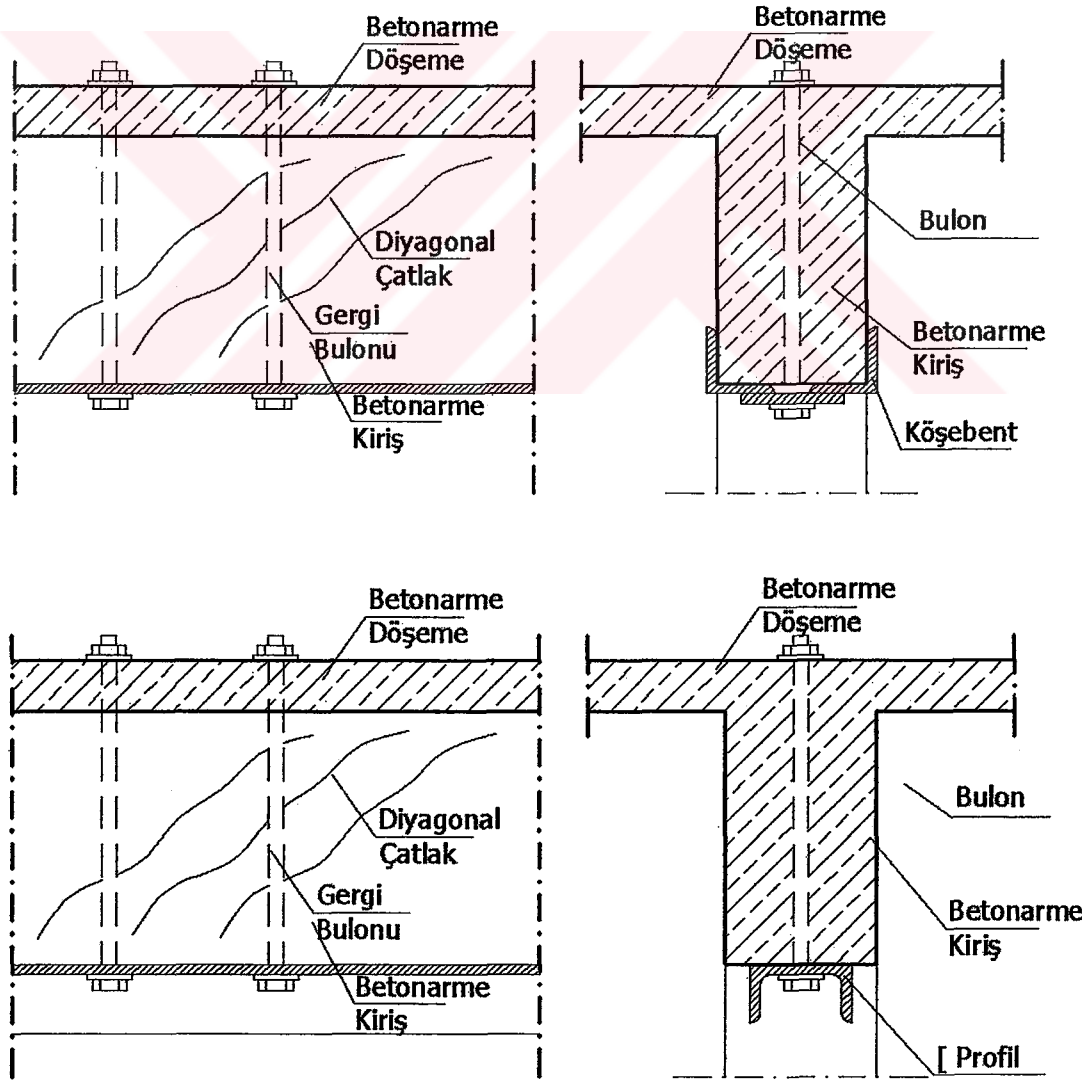 Betonarme
Döşeme
Diyagonal
Çatlak
Gergi
Bulonu
Betonarme
Kiriş
Betonarme
Döşeme
Bulon
Betonarme
Kiriş
Köşebent
Betonarme
Döşeme
Diyagonal
Çatlak
Gergi
Bulonu
Betonarme
Kiriş
Betonarme
Döşeme
Bulon
Betonarme
Kiriş
[ Profil